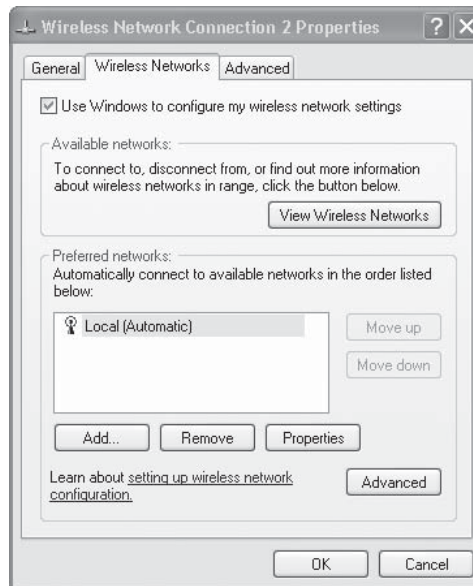 Wireless Network Connection 2 Properties
General Wireless Networks Advanced
Use Windows to configure my wireless network settings
Available networks:
To connect to, disconnect from, or find out more information
about wireless networks in range, click the button below.
View Wireless Networks
Preferred networks:
Automatically connect to available networks in the order listed
below:
Local (Automatic)
Move up
Move down
Add... Remove Properties
Learn about setting up wireless network
configuration.
Advanced
OK Cancel